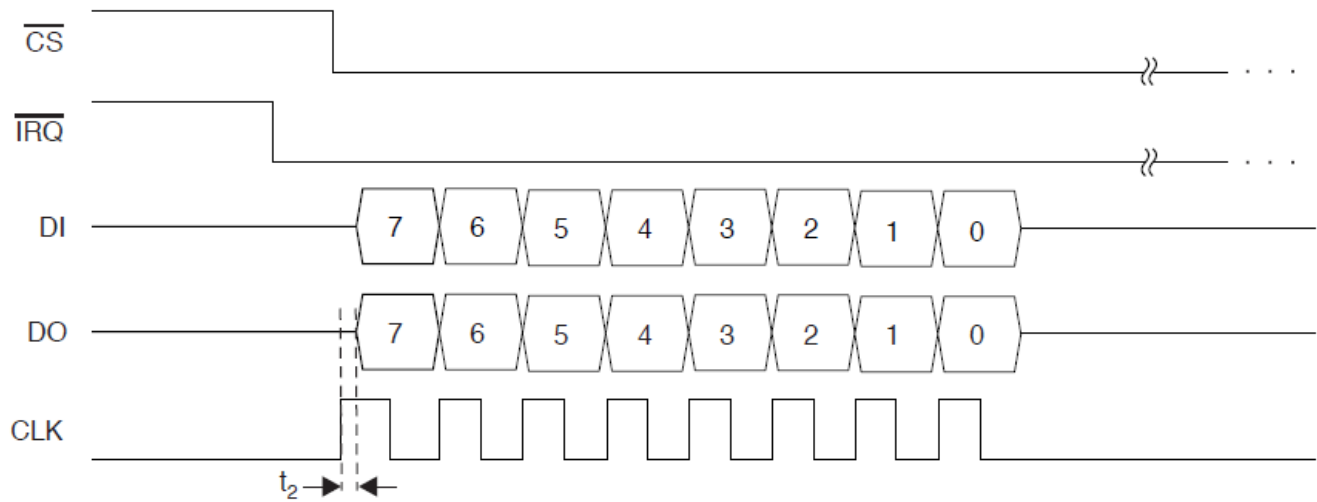 CS
. . .
IRQ
. . .
DI 7 6 5 4 3 2 1 0
DO 7 6 5 4 3 2 1 0
CLK
t2